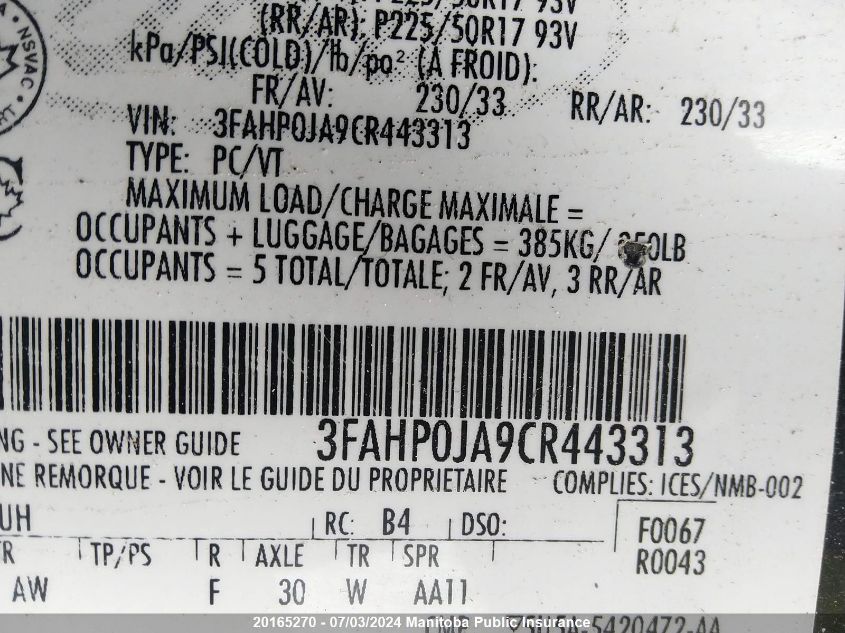 (RR/AR): P225/50R17 93V
kPa/PSI(COLD)/lb/po² (À FROID):
FR/AV: 230/33 RR/AR: 230/33
VIN: 3FAHP0JA9CR443313
TYPE: PC/VT
MAXIMUM LOAD/CHARGE MAXIMALE =
OCCUPANTS + LUGGAGE/BAGAGES = 385KG/
OCCUPANTS = 5 TOTAL/TOTALE; 2 FR/AV, 3 RR/AR
NSVAC
NG - SEE OWNER GUIDE 3FAHP0JA9CR443313
NE REMORQUE - VOIR LE GUIDE DU PROPRIETAIRE COMPLIES: ICES/NMB-002
UH RC: B4 DSO: F0067
R TP/PS R AXLE TR SPR R0043
AW F 30 W AA11
20165270 - 07/03/2024 Manitoba Public Insurance